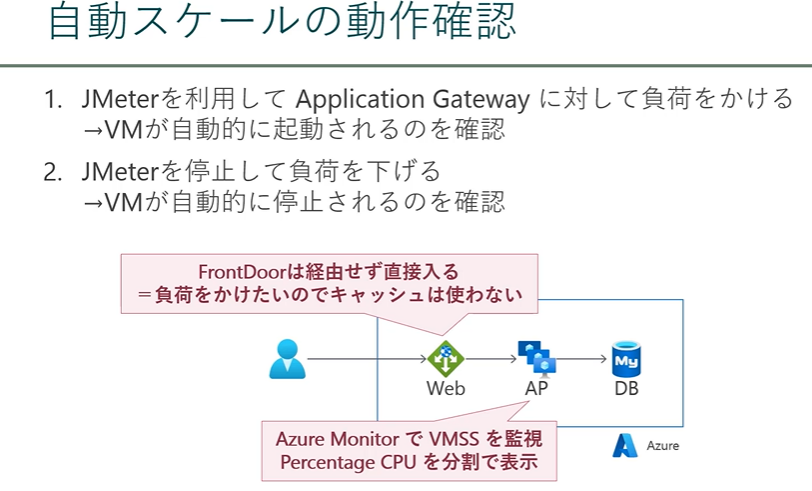 自動スケールの動作確認
1. JMeterを利用して Application Gateway に対して負荷をかける
→VMが自動的に起動されるのを確認
2. JMeterを停止して負荷を下げる
→VMが自動的に停止されるのを確認
FrontDoorは経由せず直接入る
＝負荷をかけたいのでキャッシュは使わない
My
Web
AP
DB
Azure Monitor で VMSS を監視
Percentage CPU を分割で表示
Azure